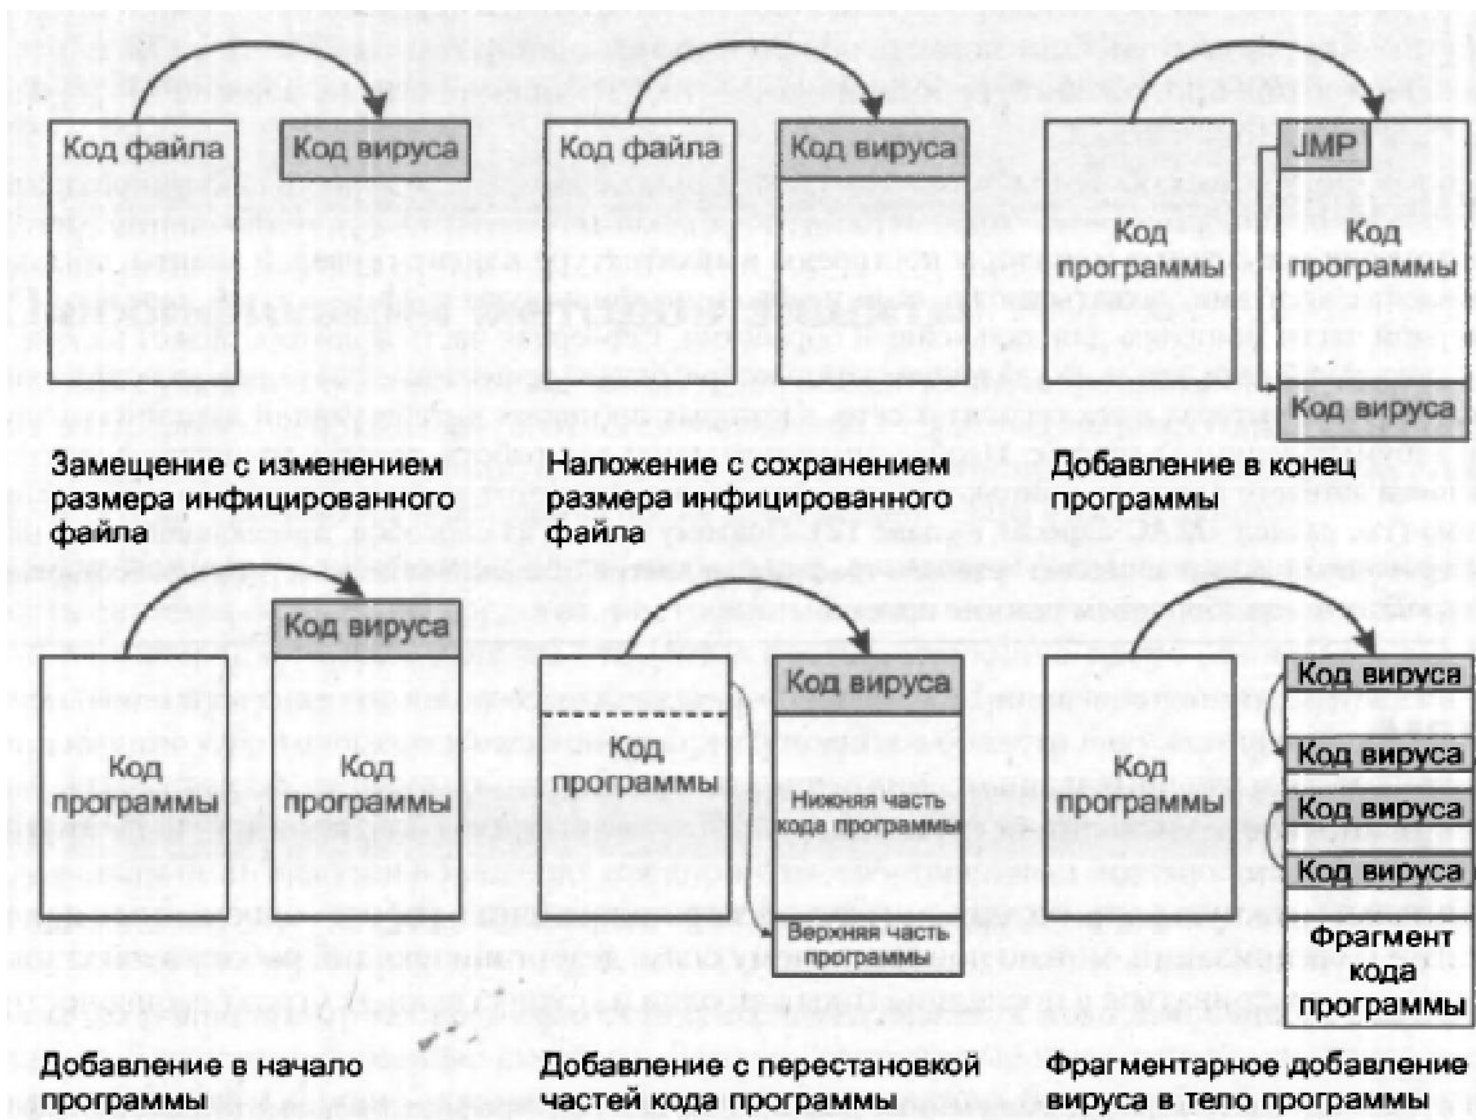 Код файла
Код вируса
Замещение с изменением
размера инфицированного
файла
Код файла
Код вируса
Наложение с сохранением
размера инфицированного
файла
Код
программы
JMP
Код
программы
Код вируса
Добавление в конец
программы
Код
программы
Код вируса
Код
программы
Добавление в начало
программы
Код
программы
Код вируса
Нижняя часть
кода программы
Верхняя часть
программы
Добавление с перестановкой
частей кода программы
Код
программы
Код вируса
Код вируса
Код вируса
Код вируса
Фрагмент
кода
программы
Фрагментарное добавление
вируса в тело программы